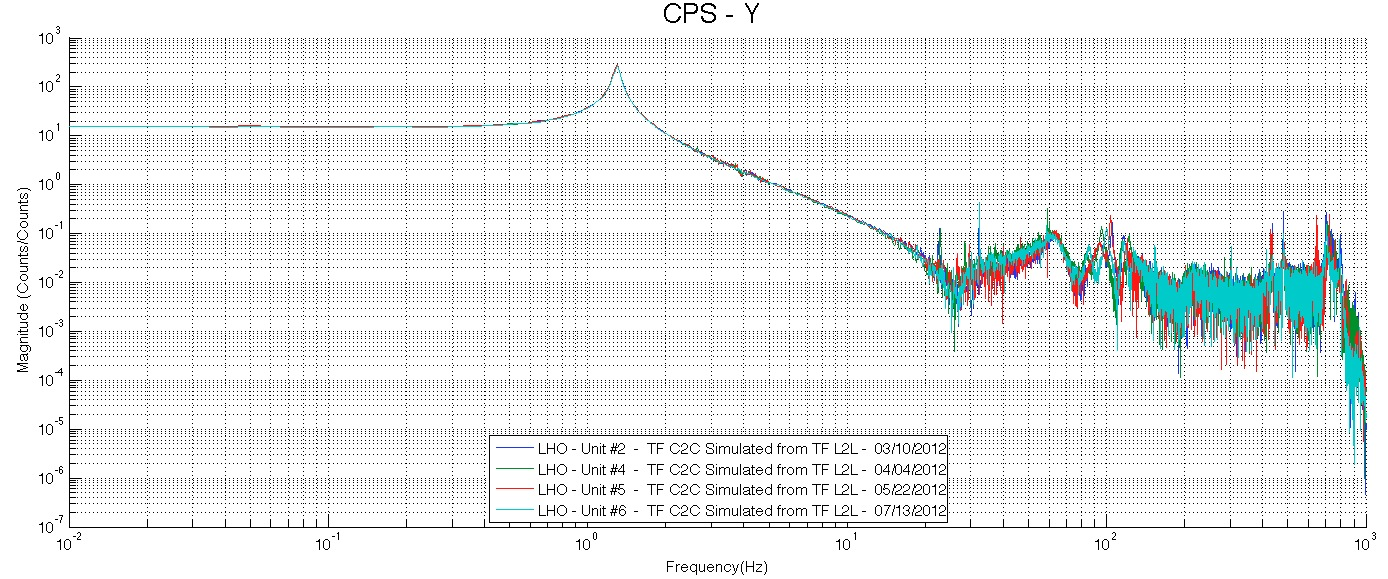 CPS - Y
10^3
10^2
10^1
10^0
10^-1
10^-2
10^-3
10^-4
10^-5
10^-6
10^-7
Magnitude (Counts/Counts)
LHO - Unit #2 - TF C2C Simulated from TF L2L - 03/10/2012
LHO - Unit #4 - TF C2C Simulated from TF L2L - 04/04/2012
LHO - Unit #5 - TF C2C Simulated from TF L2L - 05/22/2012
LHO - Unit #6 - TF C2C Simulated from TF L2L - 07/13/2012
10^-2 10^-1 10^0 10^1 10^2 10^3
Frequency(Hz)